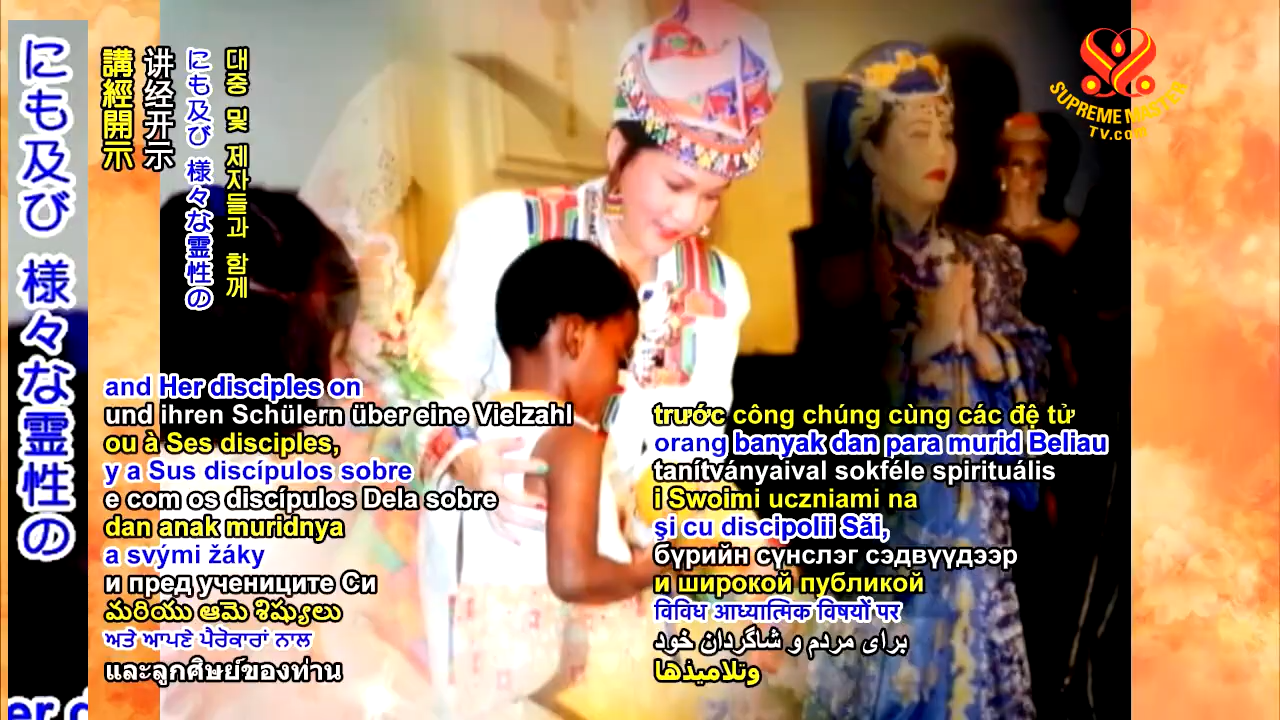 にも及び 様々な霊性の
講經開示
讲经开示
にも及び 様々な霊性の
대중 및 제자들과 함께
SUPREME MASTER
TV.com
and Her disciples on
und ihren Schülern über eine Vielzahl
ou à Ses disciples,
y a Sus discípulos sobre
e com os discípulos Dela sobre
dan anak muridnya
a svými žáky
и пред учениците Си
మరియు ఆమె శిష్యులు
ਅਤੇ ਆਪਣੇ ਪੈਰੋਕਾਰਾਂ ਨਾਲ
และลูกศิษย์ของท่าน
trước công chúng cùng các đệ tử
orang banyak dan para murid Beliau
tanítványaival sokféle spirituális
i Swoimi uczniami na
şi cu discipolii Săi,
бүрийн сүнслэг сэдвүүдээр
и широкой публикой
विविध आध्यात्मिक विषयों पर
برای مردم و شاگردان خود
وتلاميذها